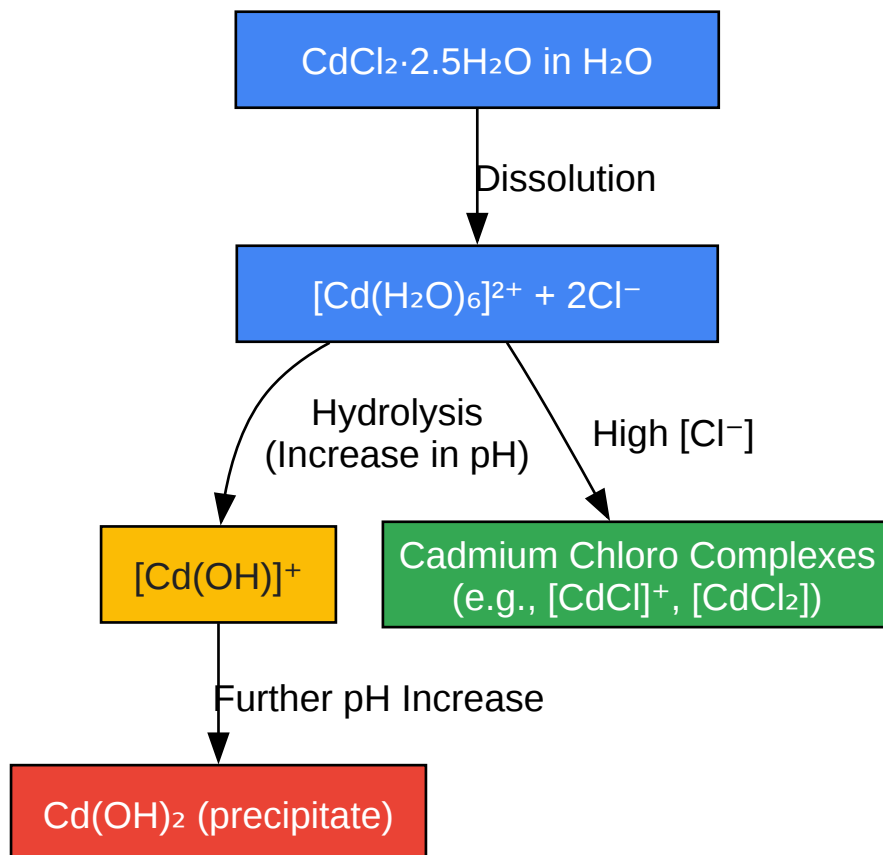 CdCl₂·2.5H₂O in H₂O
Dissolution
[Cd(H₂O)₆]²⁺ + 2Cl⁻
Hydrolysis
(Increase in pH)
High [Cl⁻]
[Cd(OH)]⁺
Cadmium Chloro Complexes
(e.g., [CdCl]⁺, [CdCl₂])
Further pH Increase
Cd(OH)₂ (precipitate)